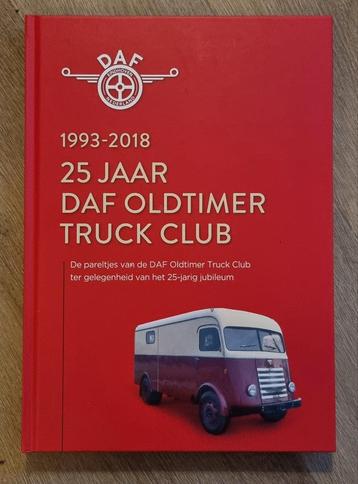 DAF
EINDHOVEN
NEDERLAND
1993-2018
25 JAAR
DAF OLDTIMER
TRUCK CLUB
De pareltjes van de DAF Oldtimer Truck Club
ter gelegenheid van het 25-jarig jubileum